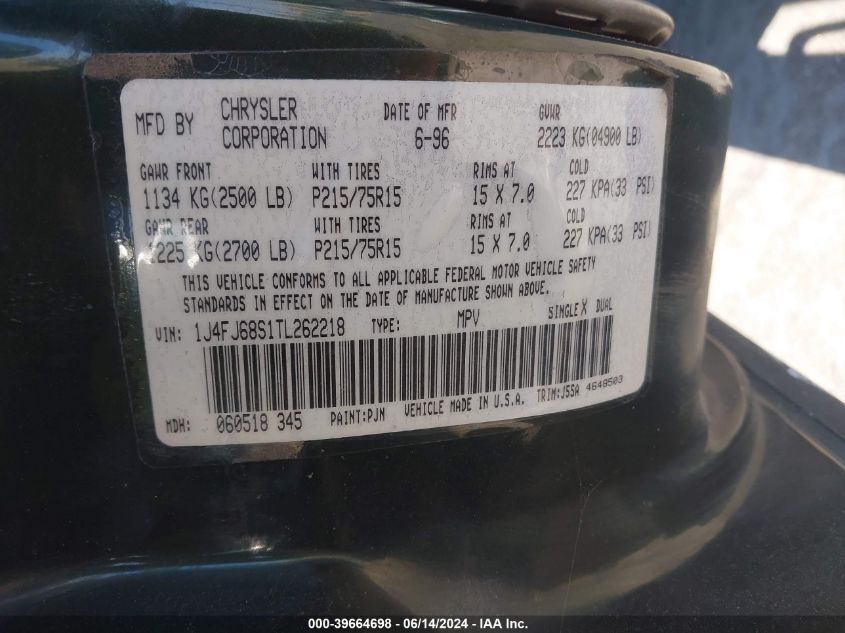 MFD BY CHRYSLER CORPORATION DATE OF MFR 6-96 GVWR 2223 KG(04900 LB)
GAWR FRONT WITH TIRES RIMS AT COLD
1134 KG(2500 LB) P215/75R15 15 X 7.0 227 KPA(33 PSI)
GAWR REAR WITH TIRES RIMS AT COLD
1225 KG(2700 LB) P215/75R15 15 X 7.0 227 KPA(33 PSI)
THIS VEHICLE CONFORMS TO ALL APPLICABLE FEDERAL MOTOR VEHICLE SAFETY
STANDARDS IN EFFECT ON THE DATE OF MANUFACTURE SHOWN ABOVE.
VIN: 1J4FJ68S1TL262218 TYPE: MPV SINGLE X DUAL
MDH: 060518 345 PAINT:PJN VEHICLE MADE IN U.S.A. TRIM:J5SA 4648503
000-39664698 - 06/14/2024 - IAA Inc.